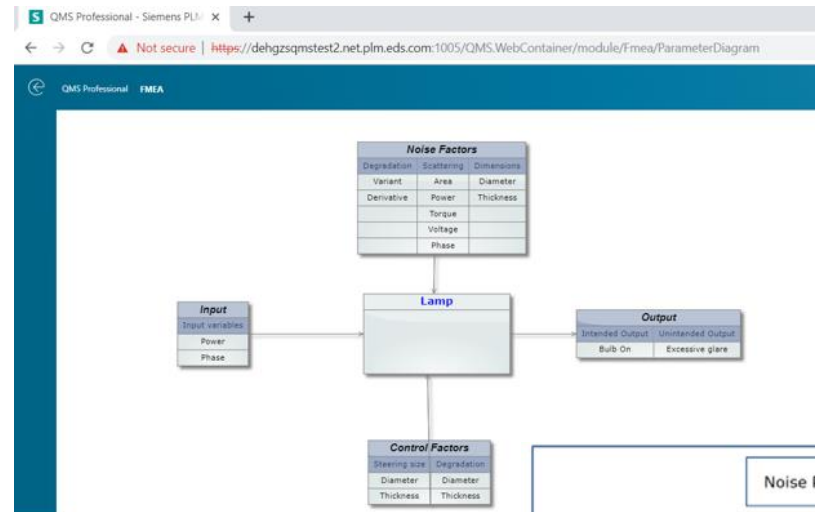 QMS Professional - Siemens PLM
Not secure | https://dehgzsqmstest2.net.plm.eds.com:1005/QMS.WebContainer/module/Fmea/ParameterDiagram
QMS Professional FMEA
Noise Factors
Degradation Scattering Dimensions
Variant Area Diameter
Derivative Power Thickness
Torque
Voltage
Phase
Lamp
Input
Input variables
Power
Phase
Output
Intended Output Unintended Output
Bulb On Excessive glare
Control Factors
Steering size Degradation
Diameter Diameter
Thickness Thickness
Noise